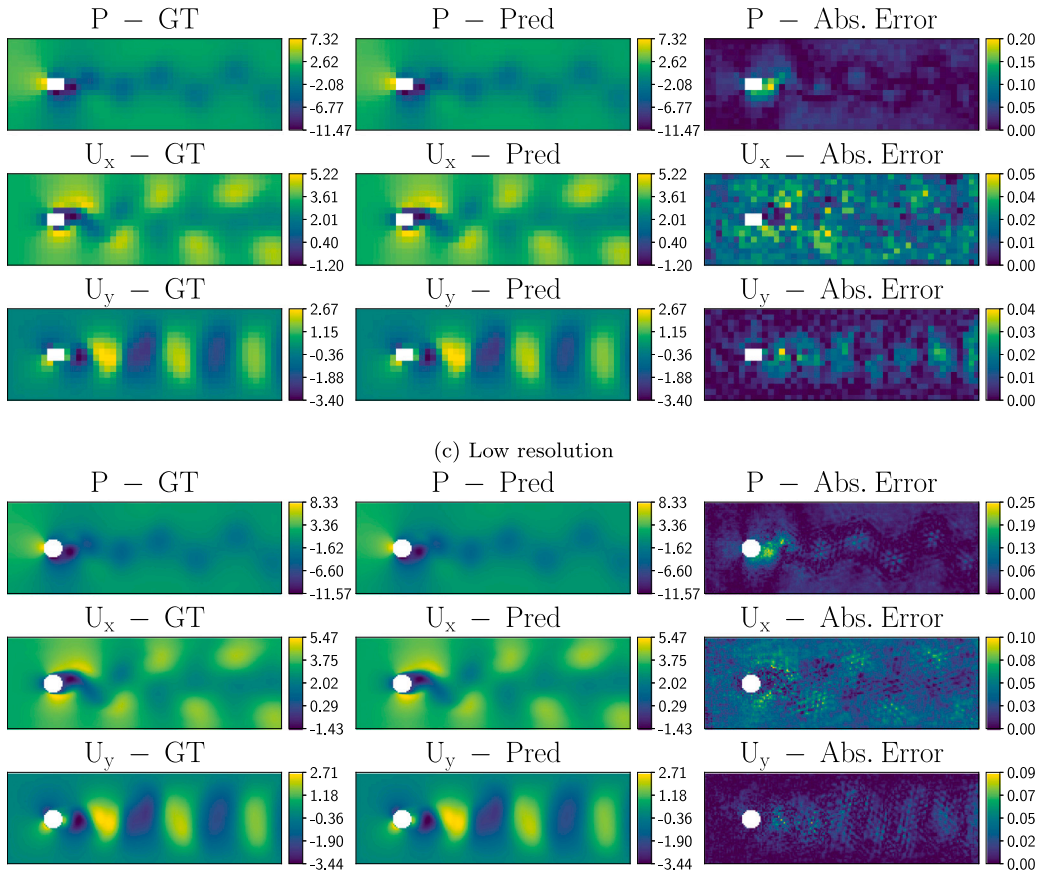 P − GT P − Pred P − Abs. Error
7.32 7.32 0.20
2.62 2.62 0.15
−2.08 −2.08 0.10
−6.77 −6.77 0.05
−11.47 −11.47 0.00
Uₓ − GT Uₓ − Pred Uₓ − Abs. Error
5.22 5.22 0.05
3.61 3.61 0.04
2.01 2.01 0.02
0.40 0.40 0.01
−1.20 −1.20 0.00
U_y − GT U_y − Pred U_y − Abs. Error
2.67 2.67 0.04
1.15 1.15 0.03
−0.36 −0.36 0.02
−1.88 −1.88 0.01
−3.40 −3.40 0.00
(c) Low resolution
P − GT P − Pred P − Abs. Error
8.33 8.33 0.25
3.36 3.36 0.19
−1.62 −1.62 0.13
−6.60 −6.60 0.07
−11.57 −11.57 0.00
Uₓ − GT Uₓ − Pred Uₓ − Abs. Error
5.47 5.47 0.10
3.75 3.75 0.08
2.02 2.02 0.05
0.29 0.29 0.03
−1.43 −1.43 0.00
U_y − GT U_y − Pred U_y − Abs. Error
2.71 2.71 0.09
1.18 1.18 0.07
−0.36 −0.36 0.05
−1.90 −1.90 0.02
−3.44 −3.44 0.00